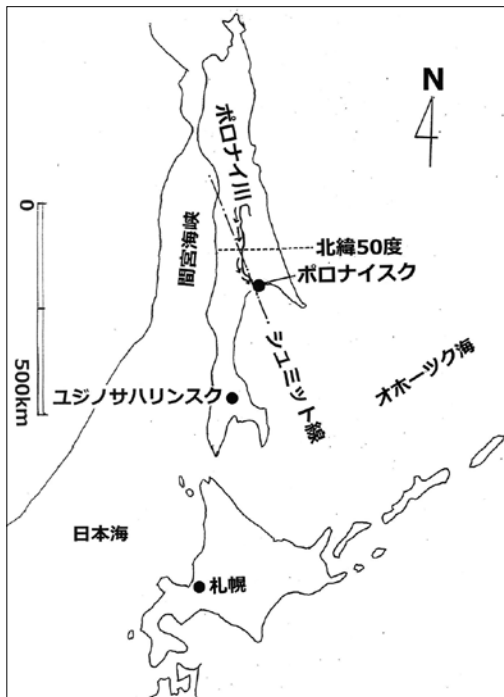 N
ポロナイ川
間宮海峡
北緯50度
ポロナイスク
シュミット線
0
500km
ユジノサハリンスク
オホーツク海
日本海
札幌